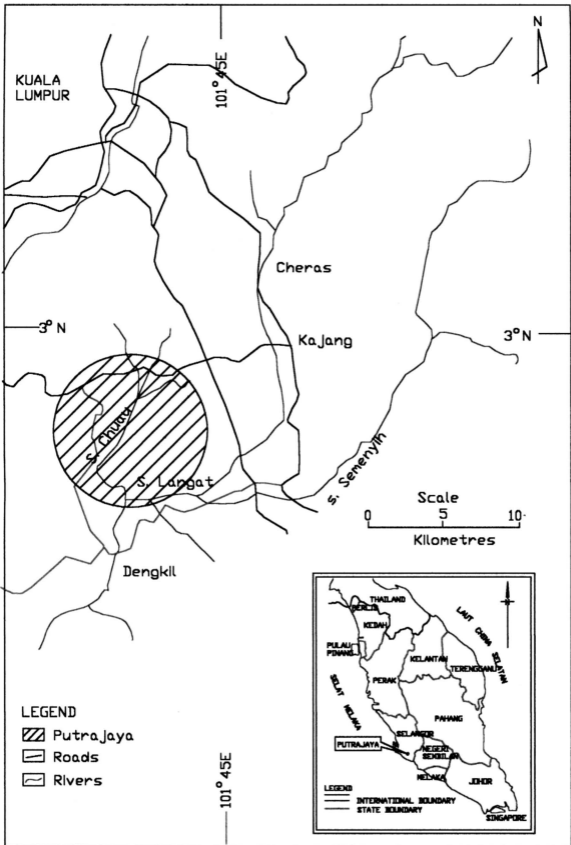 N
KUALA
LUMPUR
101° 45E
Cheras
3° N
3° N
Kajang
S. Chuau
S. Langat
S. Semenyih
Scale
0 5 10
Kilometres
Dengkil
THAILAND
PERLIS
KEDAH
LAUT CHINA SELATAN
PULAU
PINANG
KELANTAN
TERENGGANU
PERAK
SELAT MELAKA
PAHANG
SELANGOR
PUTRAJAYA
NEGERI
SEMBILAN
MELAKA
JOHOR
SINGAPORE
LEGEND
INTERNATIONAL BOUNDARY
STATE BOUNDARY
LEGEND
Putrajaya
Roads
Rivers
101° 45E